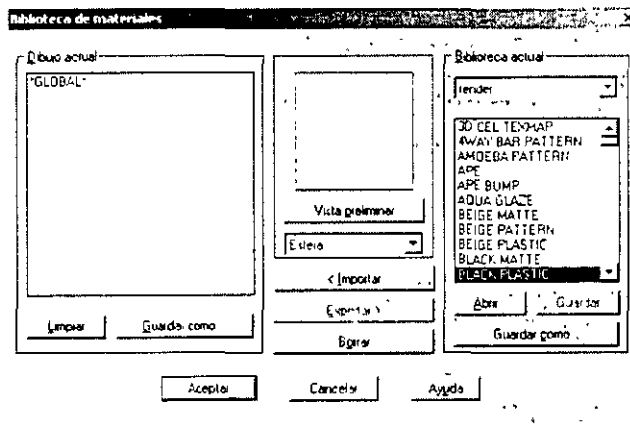 Biblioteca de materiales
Dibujo actual
*GLOBAL*
Limpiar
Guardar como
Vista preliminar
Esfera
< Importar
Exportar >
Borrar
Biblioteca actual
render
3D CEL TEXMAP
4WAY BAR PATTERN
AMOEBA PATTERN
APE
APE BUMP
AQUA GLAZE
BEIGE MATTE
BEIGE PATTERN
BEIGE PLASTIC
BLACK MATTE
BLACK PLASTIC
Abrir
Guardar
Guardar como
Aceptar
Cancelar
Ayuda